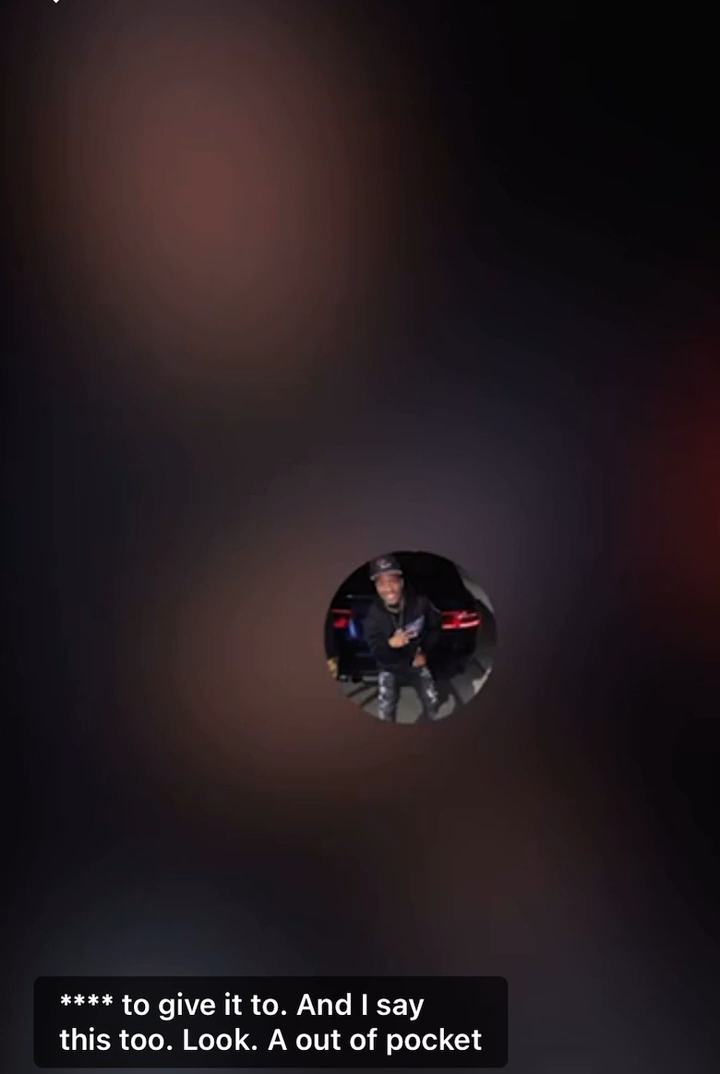 **** to give it to. And I say
this too. Look. A out of pocket